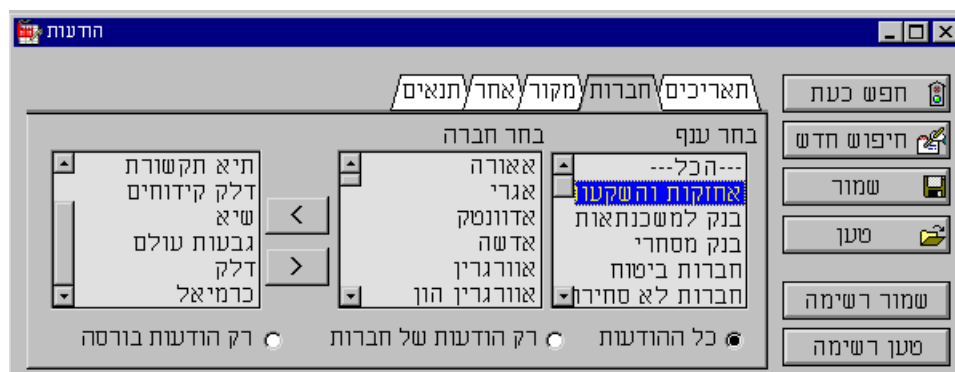 הודעות
תאריכים
חברות
מקור
אחר
תנאים
חפש כעת
חיפוש חדש
שמור
טען
שמור רשימה
טען רשימה
בחר ענף
---הכל---
אחזקות והשקעו
בנק למשכנתאות
בנק מסחרי
חברות ביטוח
חברות לא סחירו
בחר חברה
אאורה
אגרי
אדוונטק
אדשה
אוורגרין
אוורגרין הון
<
>
תיא תקשורת
דלק קידוחים
שיא
גבעות עולם
דלק
כרמיאל
כל ההודעות
רק הודעות של חברות
רק הודעות בורסה